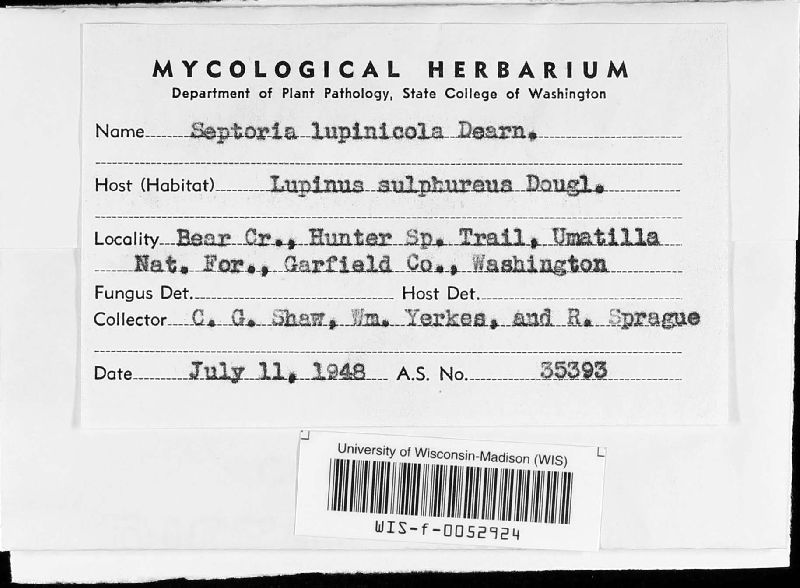 MYCOLOGICAL HERBARIUM
Department of Plant Pathology, State College of Washington
Name Septoria lupinicola Dearn.
Host (Habitat) Lupinus sulphureus Dougl.
Locality Bear Cr., Hunter Sp. Trail, Umatilla
Nat. For., Garfield Co., Washington
Fungus Det. Host Det.
Collector C. G. Shaw, Wm. Yerkes, and R. Sprague
Date July 11, 1948 A.S. No. 35393
University of Wisconsin-Madison (WIS)
WIS-f-0052924